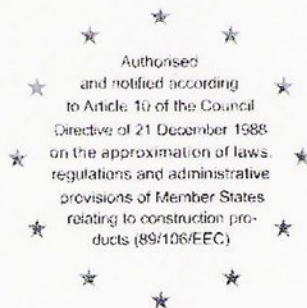 Authorised
and notified according
to Article 10 of the Council
Directive of 21 December 1988
on the approximation of laws,
regulations and administrative
provisions of Member States
relating to construction pro-
ducts (89/106/EEC)